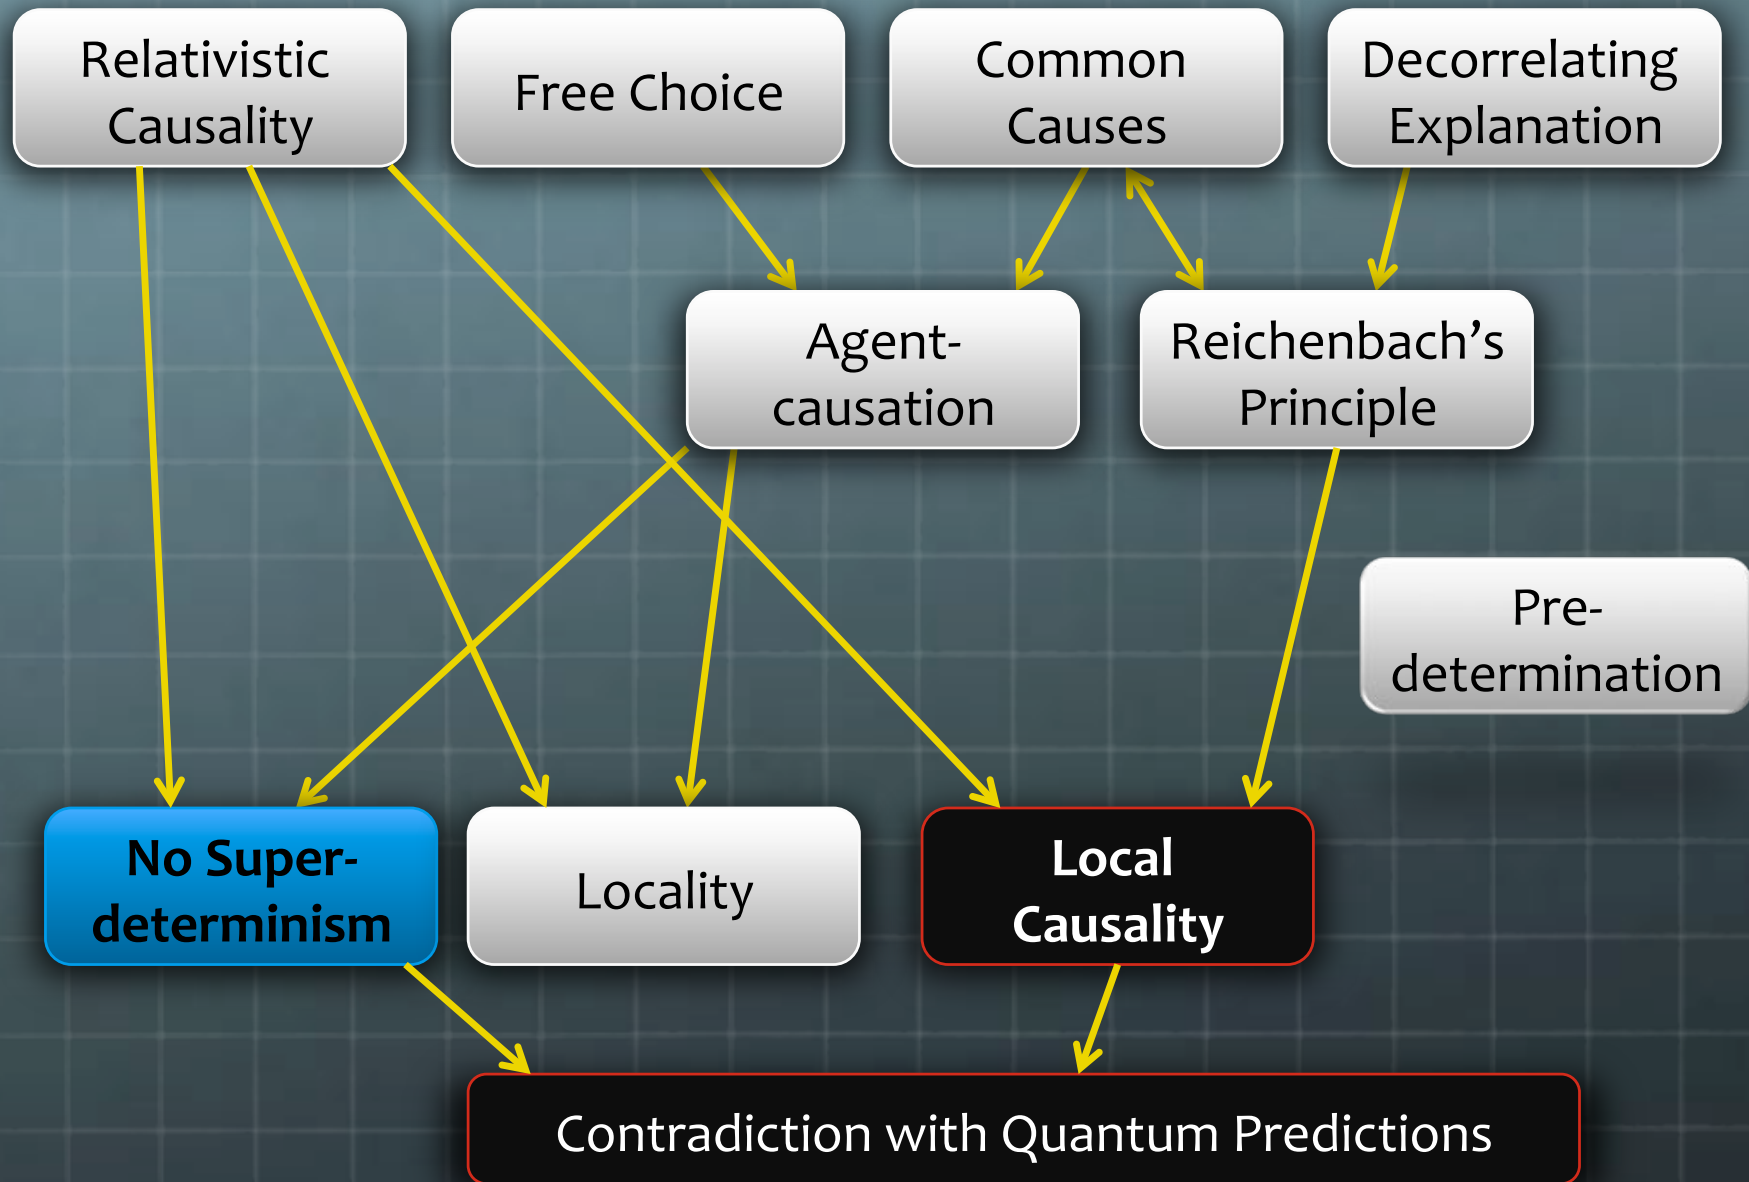 Relativistic
Causality
Free Choice
Common
Causes
Decorrelating
Explanation
Agent-
causation
Reichenbach’s
Principle
Pre-
determination
No Super-
determinism
Locality
Local
Causality
Contradiction with Quantum Predictions